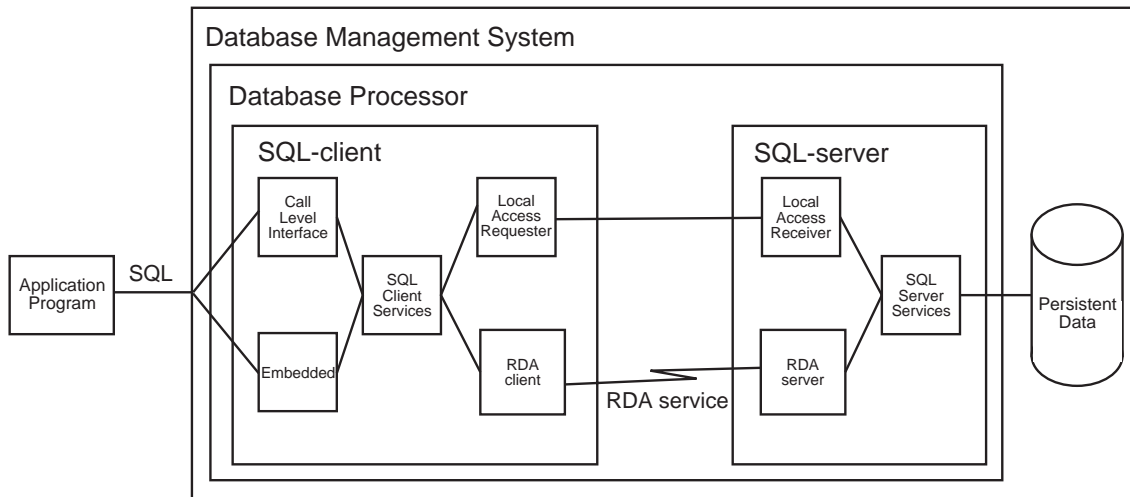 Database Management System
Database Processor
SQL-client
SQL-server
Call
Level
Interface
Local
Access
Requester
Local
Access
Receiver
SQL
Application
Program
SQL
Client
Services
SQL
Server
Services
Persistent
Data
Embedded
RDA
client
RDA
server
RDA service